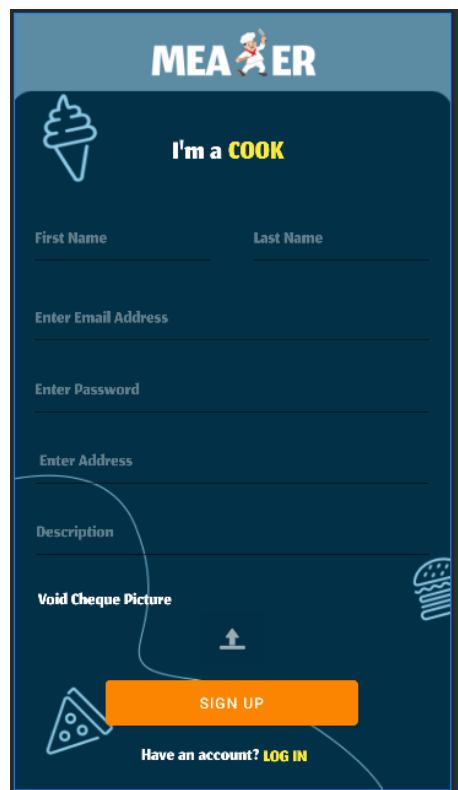 MEA ER
I'm a COOK
First Name Last Name
Enter Email Address
Enter Password
Enter Address
Description
Void Cheque Picture
SIGN UP
Have an account? LOG IN